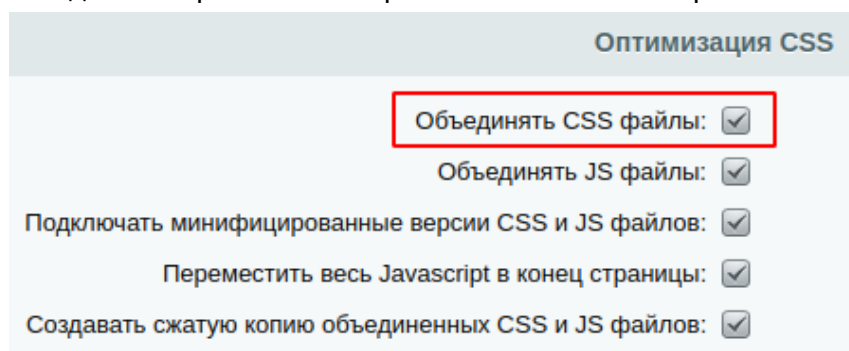 Оптимизация CSS
Объединять CSS файлы:
Объединять JS файлы:
Подключать минифицированные версии CSS и JS файлов:
Переместить весь Javascript в конец страницы:
Создавать сжатую копию объединенных CSS и JS файлов: